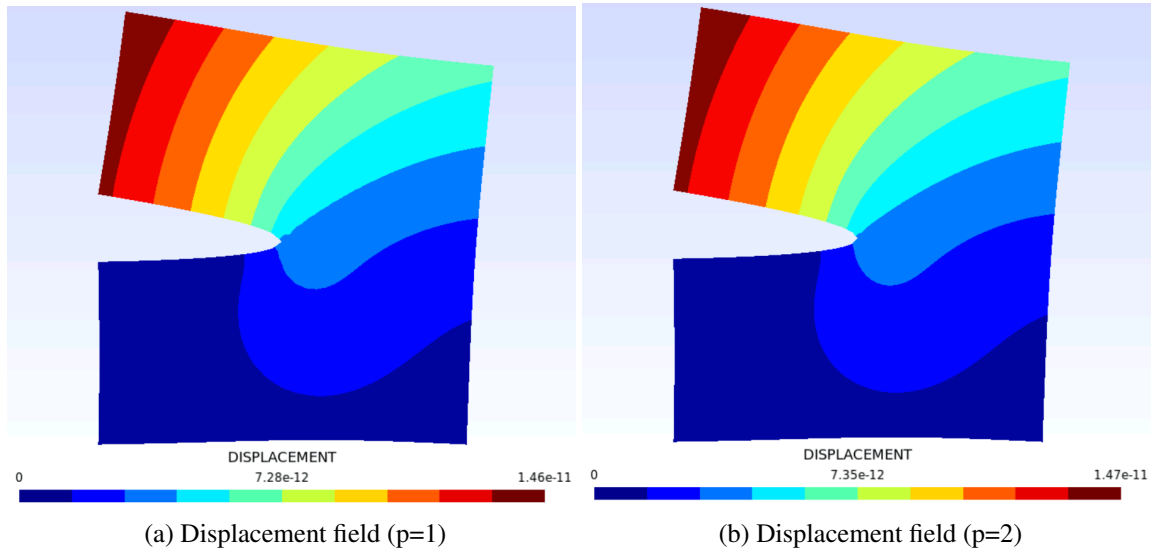 DISPLACEMENT
0 7.28e-12 1.46e-11
(a) Displacement field (p=1)
DISPLACEMENT
0 7.35e-12 1.47e-11
(b) Displacement field (p=2)